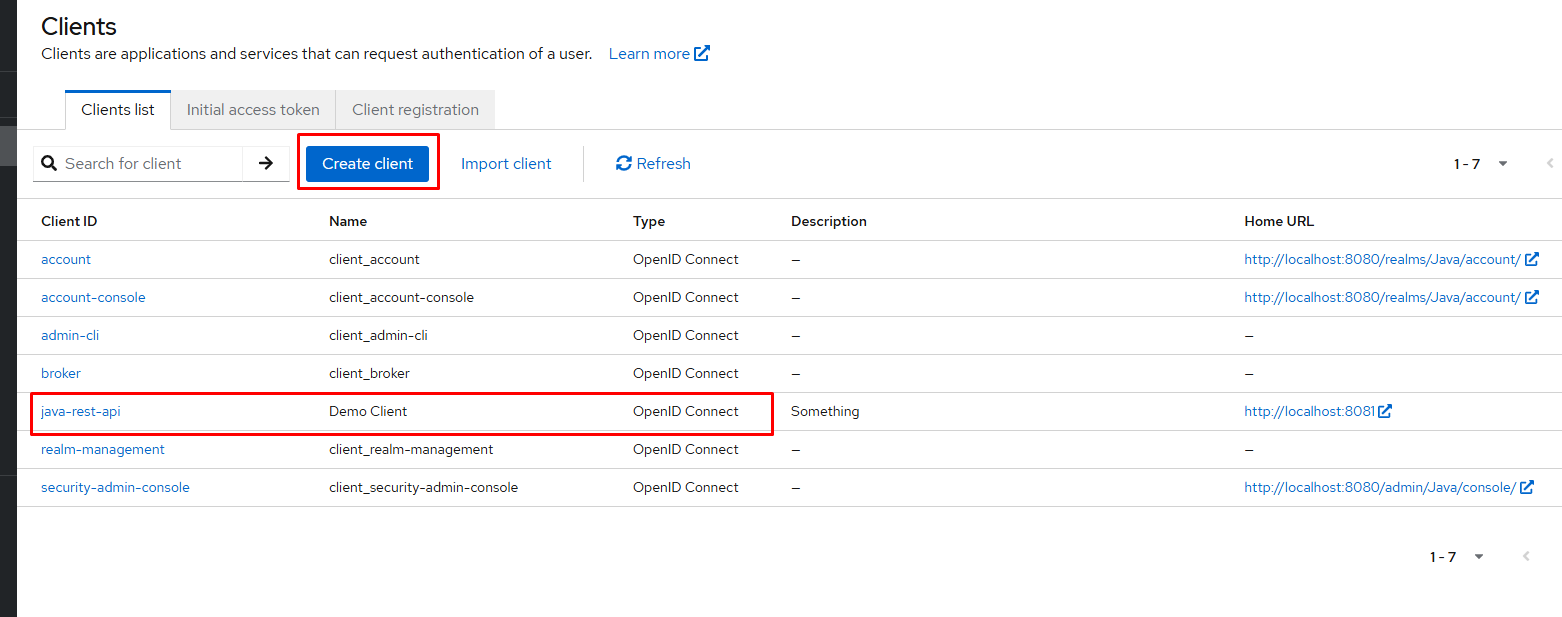 Clients
Clients are applications and services that can request authentication of a user. Learn more
Clients list Initial access token Client registration
Search for client Create client Import client Refresh 1 - 7
Client ID Name Type Description Home URL
account client_account OpenID Connect – http://localhost:8080/realms/Java/account/
account-console client_account-console OpenID Connect – http://localhost:8080/realms/Java/account/
admin-cli client_admin-cli OpenID Connect – –
broker client_broker OpenID Connect – –
java-rest-api Demo Client OpenID Connect Something http://localhost:8081
realm-management client_realm-management OpenID Connect – –
security-admin-console client_security-admin-console OpenID Connect – http://localhost:8080/admin/Java/console/
1 - 7